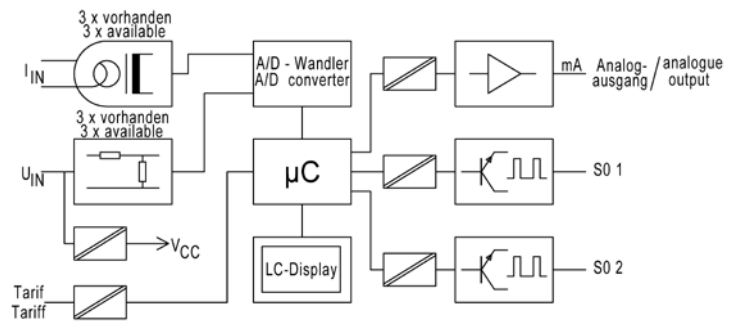 3 x vorhanden
3 x available
I IN
A/D - Wandler
A/D converter
mA Analog-ausgang / analogue output
3 x vorhanden
3 x available
U IN
µC
S0 1
VCC
LC-Display
S0 2
Tarif
Tariff